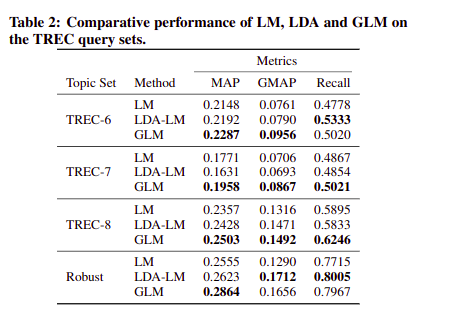 Table 2: Comparative performance of LM, LDA and GLM on
the TREC query sets.
Metrics
Topic Set Method MAP GMAP Recall
LM 0.2148 0.0761 0.4778
TREC-6 LDA-LM 0.2192 0.0790 0.5333
GLM 0.2287 0.0956 0.5020
LM 0.1771 0.0706 0.4867
TREC-7 LDA-LM 0.1631 0.0693 0.4854
GLM 0.1958 0.0867 0.5021
LM 0.2357 0.1316 0.5895
TREC-8 LDA-LM 0.2428 0.1471 0.5833
GLM 0.2503 0.1492 0.6246
LM 0.2555 0.1290 0.7715
Robust LDA-LM 0.2623 0.1712 0.8005
GLM 0.2864 0.1656 0.7967